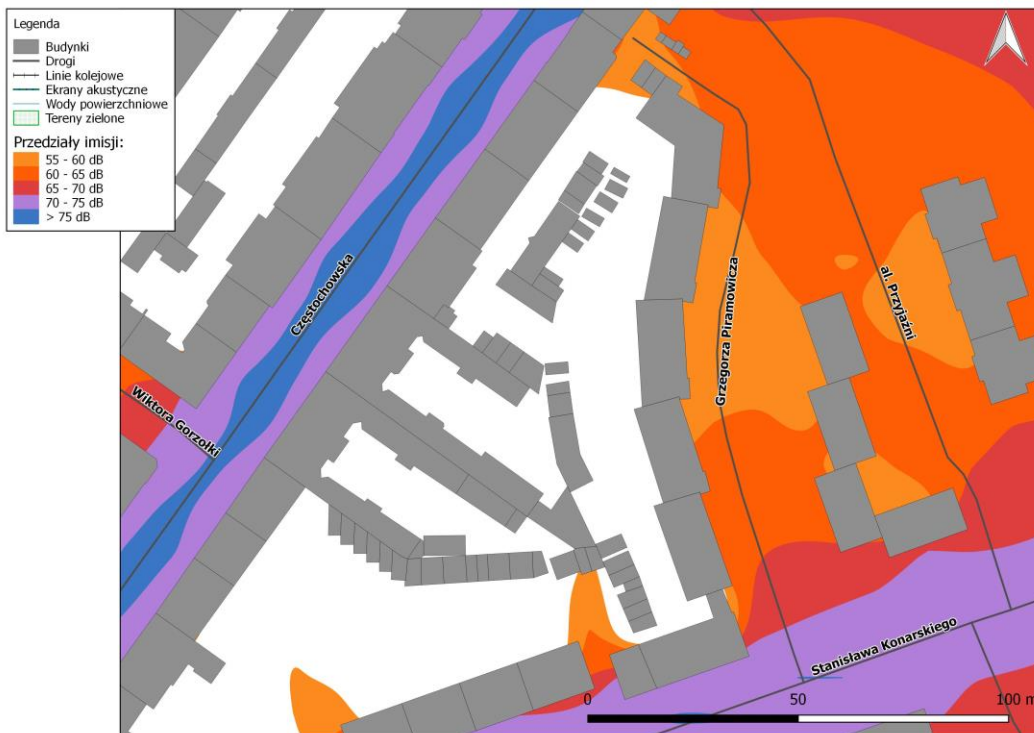 Legenda
Budynki
Drogi
Linie kolejowe
Ekrany akustyczne
Wody powierzchniowe
Tereny zielone
Przedziały imisji:
55 - 60 dB
60 - 65 dB
65 - 70 dB
70 - 75 dB
> 75 dB
Częstochowska
Wiktora Gorzołki
Grzegorza Piramowicza
al. Przyjaźni
Stanisława Konarskiego
0 50 100 m